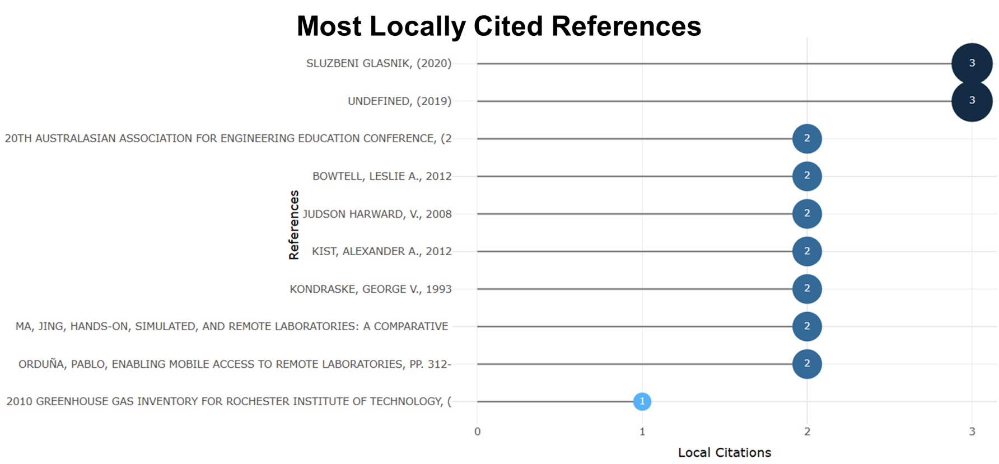 Most Locally Cited References
SLUZBENI GLASNIK, (2020)
3
UNDEFINED, (2019)
3
20TH AUSTRALASIAN ASSOCIATION FOR ENGINEERING EDUCATION CONFERENCE, (2
2
BOWTELL, LESLIE A., 2012
2
JUDSON HARWARD, V., 2008
2
References
KIST, ALEXANDER A., 2012
2
KONDRASKE, GEORGE V., 1993
2
MA, JING, HANDS-ON, SIMULATED, AND REMOTE LABORATORIES: A COMPARATIVE
2
ORDUÑA, PABLO, ENABLING MOBILE ACCESS TO REMOTE LABORATORIES, PP. 312-
2
2010 GREENHOUSE GAS INVENTORY FOR ROCHESTER INSTITUTE OF TECHNOLOGY, (
1
0 1 2 3
Local Citations